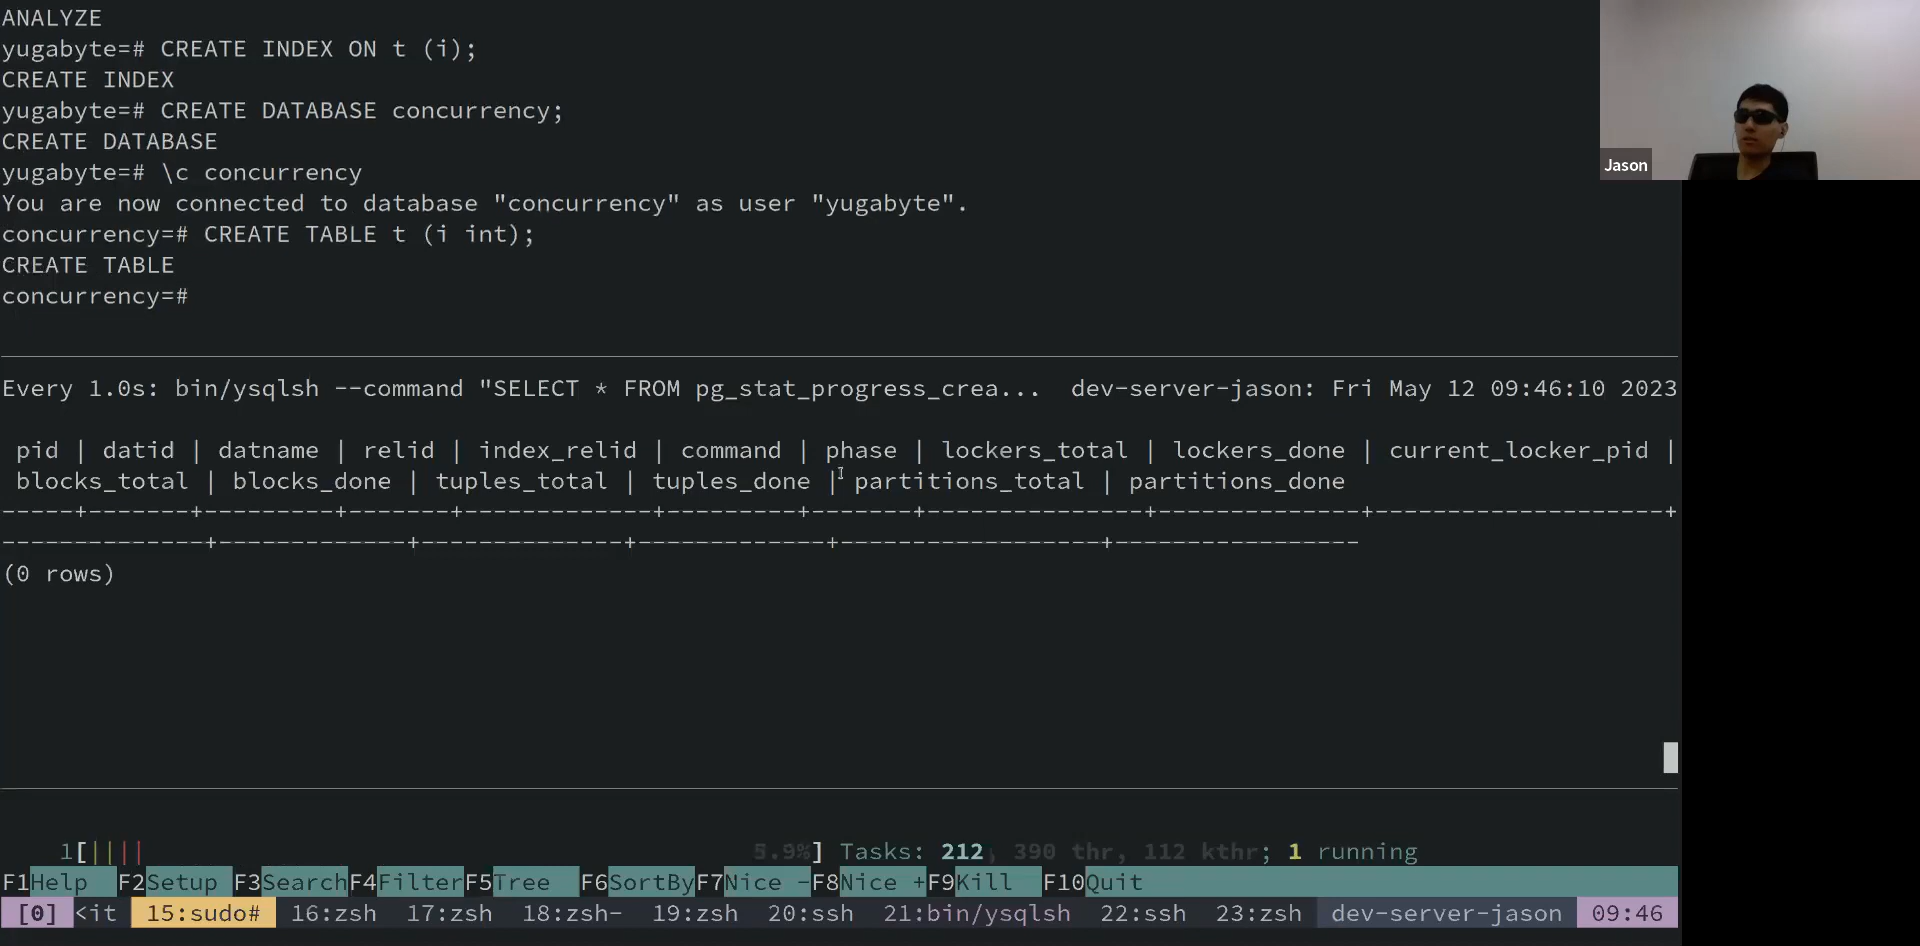 ANALYZE
yugabyte=# CREATE INDEX ON t (i);
CREATE INDEX
yugabyte=# CREATE DATABASE concurrency;
CREATE DATABASE
yugabyte=# \c concurrency
You are now connected to database "concurrency" as user "yugabyte".
concurrency=# CREATE TABLE t (i int);
CREATE TABLE
concurrency=#
Jason
Every 1.0s: bin/ysqlsh --command "SELECT * FROM pg_stat_progress_crea... dev-server-jason: Fri May 12 09:46:10 2023
pid | datid | datname | relid | index_relid | command | phase | lockers_total | lockers_done | current_locker_pid |
blocks_total | blocks_done | tuples_total | tuples_done | partitions_total | partitions_done
-----+-------+---------+-------+-------------+---------+-------+---------------+--------------+--------------------+
--------------+-------------+--------------+-------------+------------------+-----------------
(0 rows)
1[|||| 5.9%] Tasks: 212, 390 thr, 112 kthr; 1 running
F1Help F2Setup F3SearchF4FilterF5Tree F6SortByF7Nice -F8Nice +F9Kill F10Quit
[0] <it 15:sudo# 16:zsh 17:zsh 18:zsh- 19:zsh 20:ssh 21:bin/ysqlsh 22:ssh 23:zsh dev-server-jason 09:46